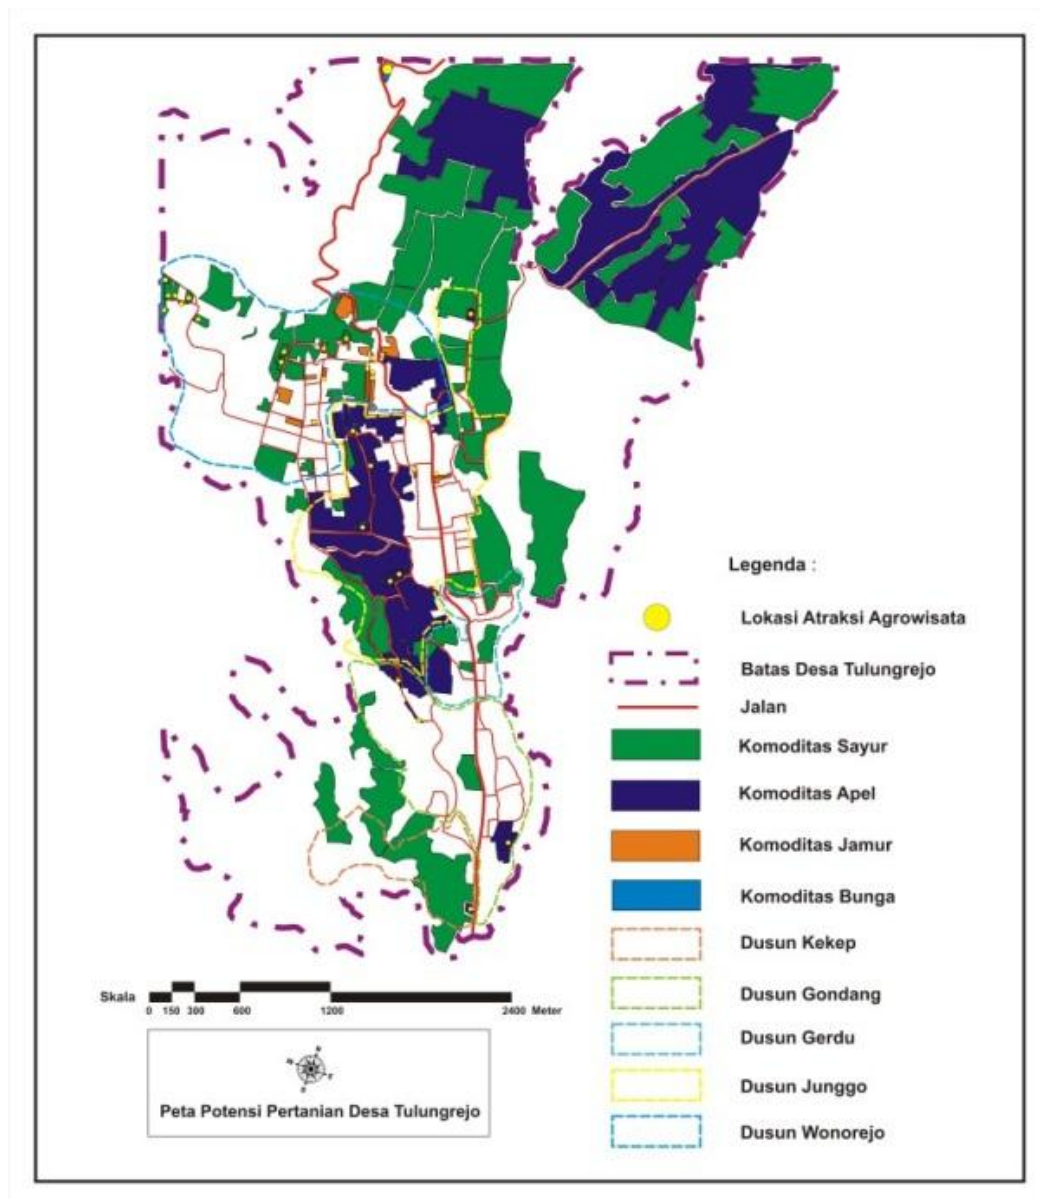 Legenda :
Lokasi Atraksi Agrowisata
Batas Desa Tulungrejo
Jalan
Komoditas Sayur
Komoditas Apel
Komoditas Jamur
Komoditas Bunga
Dusun Kekep
Dusun Gondang
Dusun Gerdu
Dusun Junggo
Dusun Wonorejo
Skala
0 150 300 600 1200 2400 Meter
Peta Potensi Pertanian Desa Tulungrejo